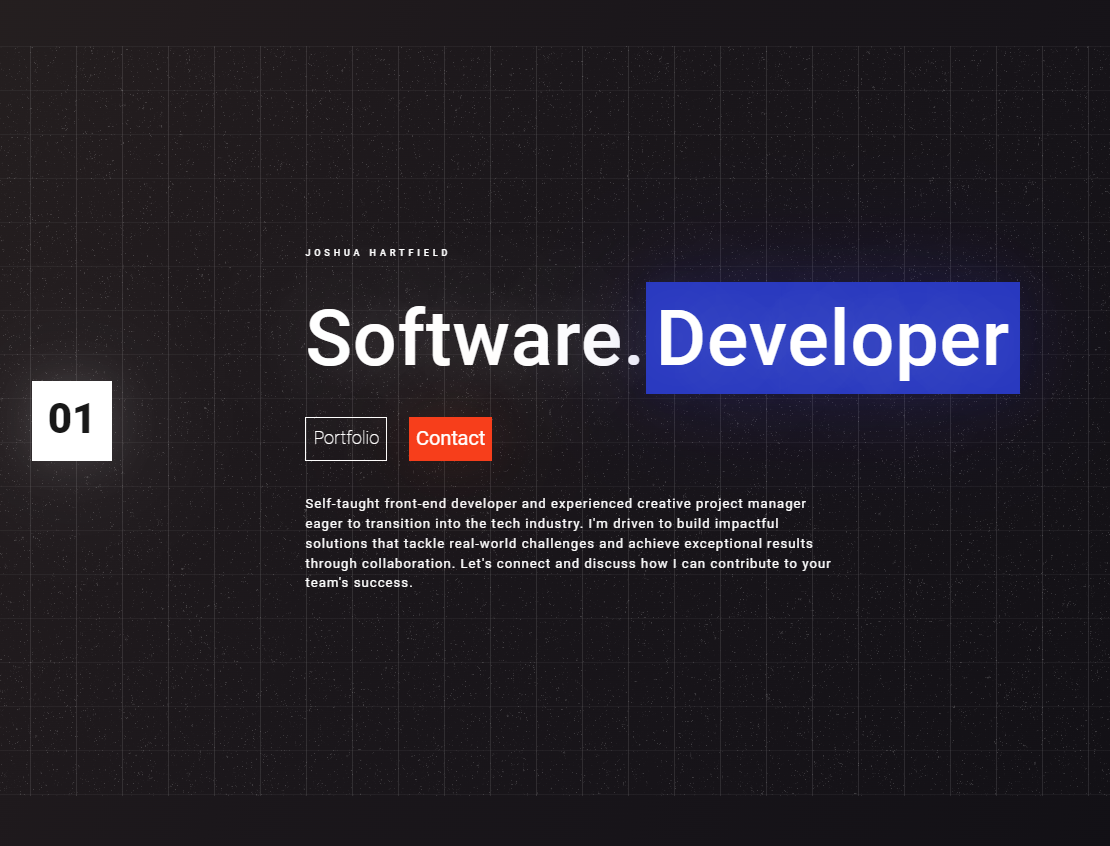 JOSHUA HARTFIELD
Software. Developer
01
Portfolio Contact
Self-taught front-end developer and experienced creative project manager
eager to transition into the tech industry. I'm driven to build impactful
solutions that tackle real-world challenges and achieve exceptional results
through collaboration. Let's connect and discuss how I can contribute to your
team's success.